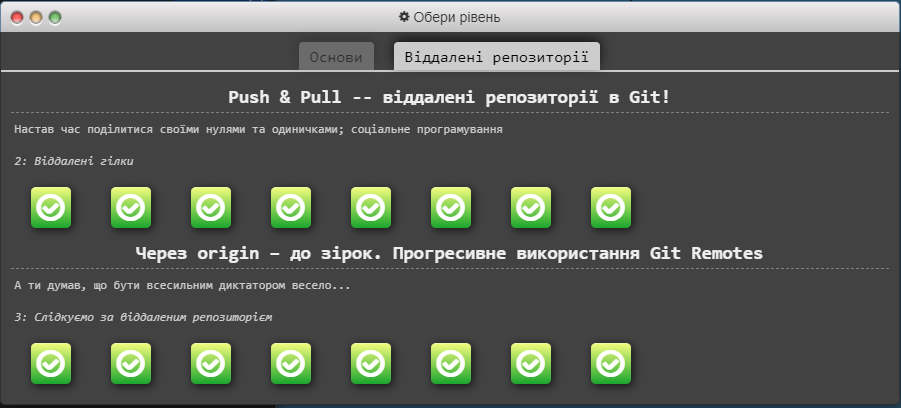 Обери рівень
Основи
Віддалені репозиторії
Push & Pull -- віддалені репозиторії в Git!
Настав час поділитися своїми нулями та одиничками; соціальне програмування
2: Віддалені гілки
Через origin – до зірок. Прогресивне використання Git Remotes
А ти думав, що бути всесильним диктатором весело...
3: Слідкуємо за віддаленим репозиторієм